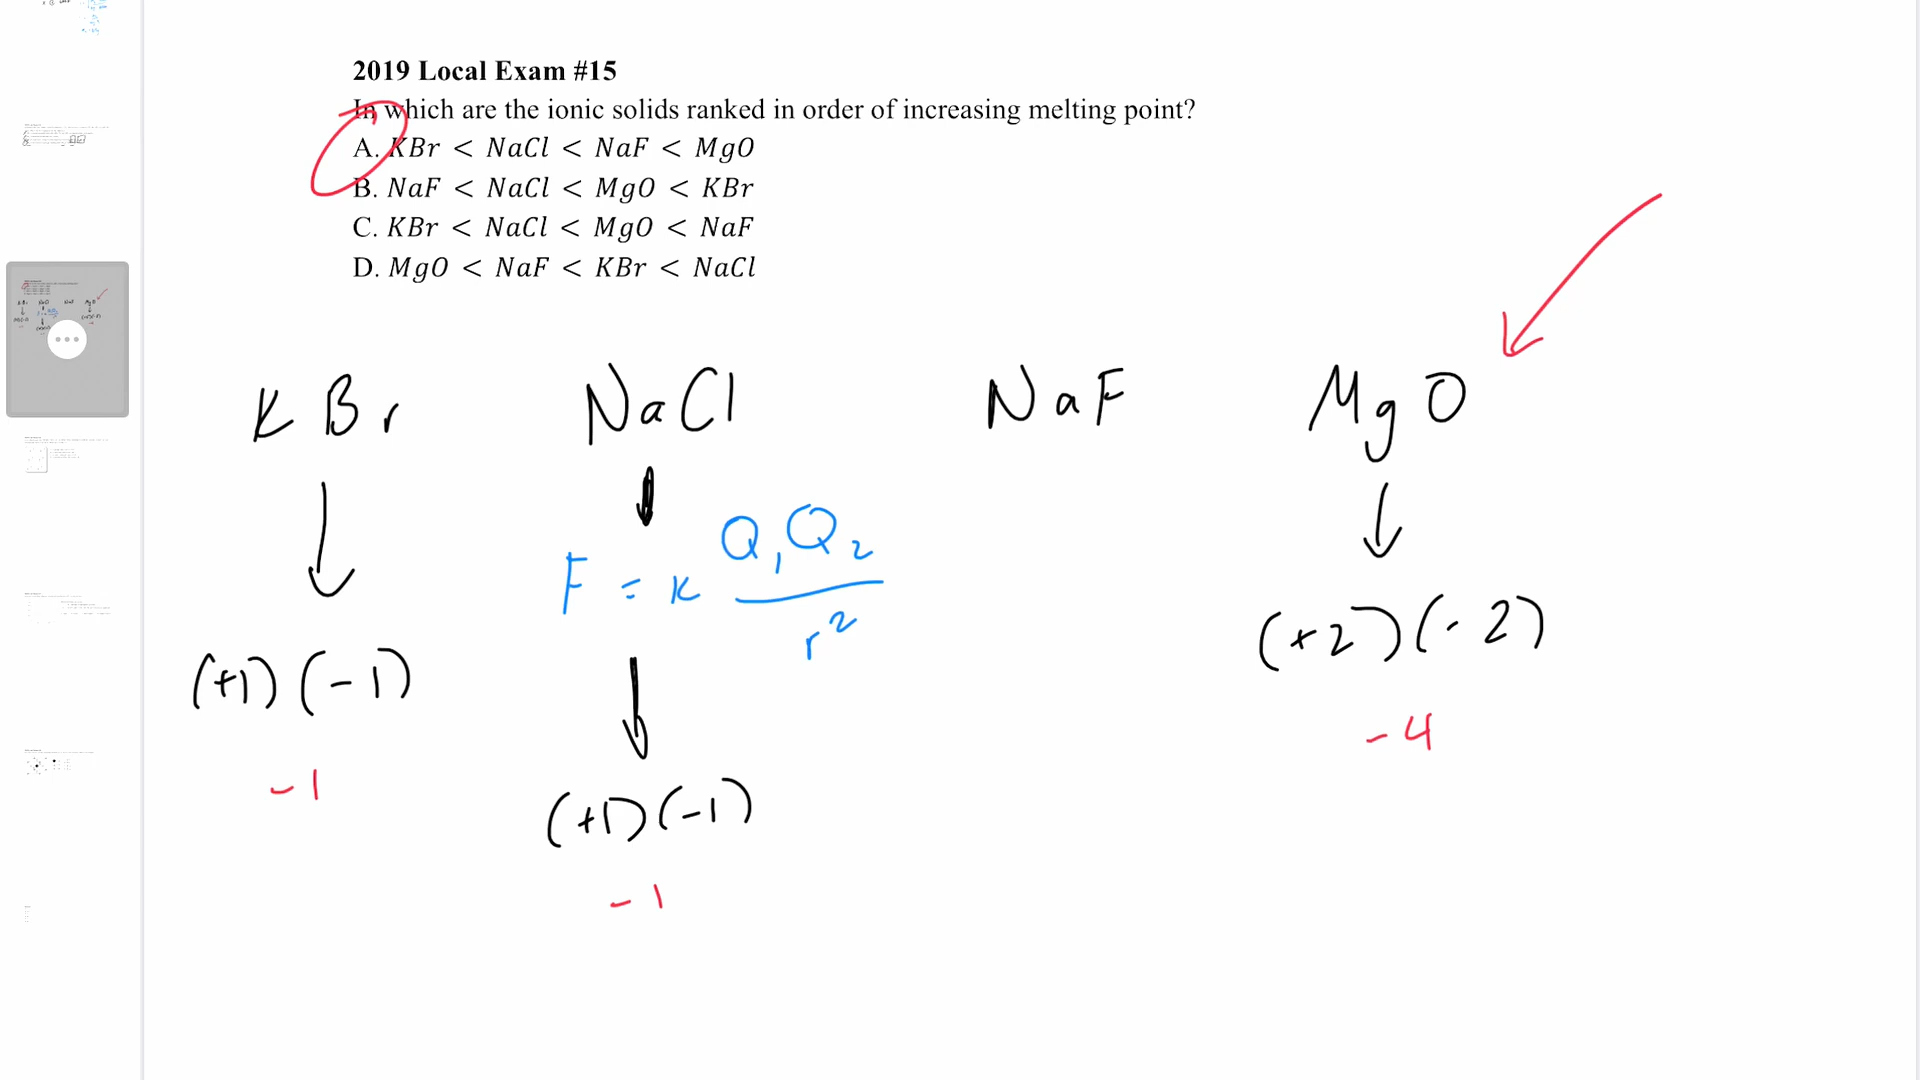 2019 Local Exam #15
In which are the ionic solids ranked in order of increasing melting point?
A. KBr < NaCl < NaF < MgO
B. NaF < NaCl < MgO < KBr
C. KBr < NaCl < MgO < NaF
D. MgO < NaF < KBr < NaCl
KBr NaCl NaF MgO
F = k Q₁Q₂ / r²
(+1)(-1) (+2)(-2)
-1 -4
(+1)(-1)
-1